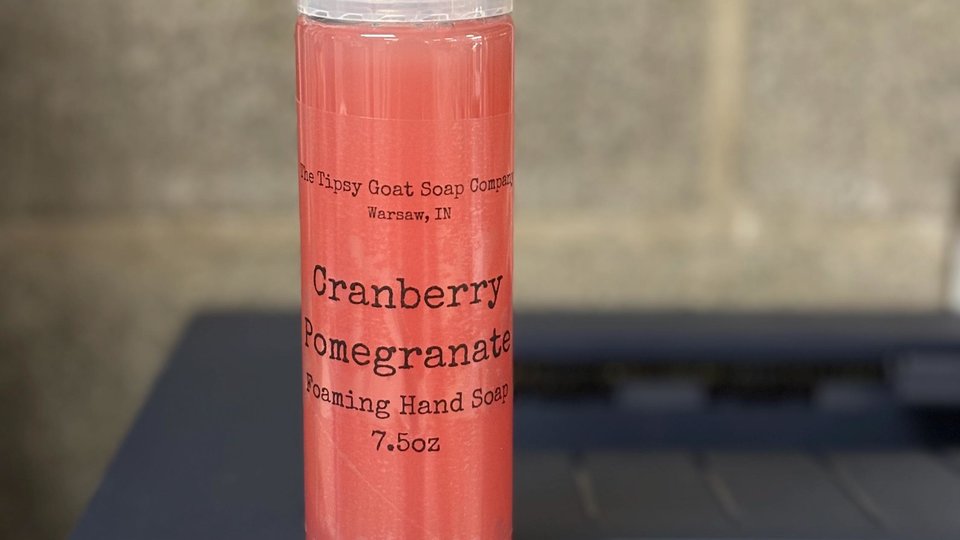 The Tipsy Goat Soap Company
Warsaw, IN
Cranberry
Pomegranate
Foaming Hand Soap
7.5oz